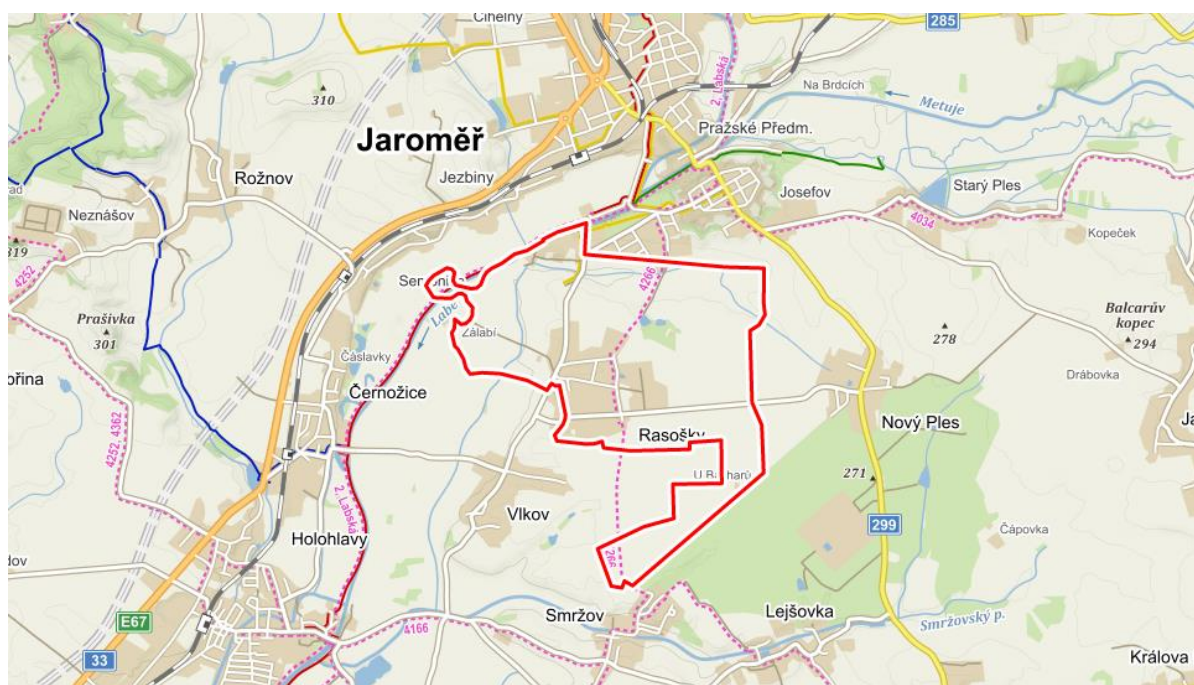 Cihelny
285
310
2. Labská
Na Brdcích
Metuje
Pražské Předm.
Jaroměř
Jezbiny
Rožnov
Josefov
Starý Ples
Neznášov
4034
Kopeček
319
4252
4266
Labe
Balcarův
kopec
294
Prašivka
301
Zálabí
278
Čáslavky
Drábovka
Černožice
Nový Ples
Rasošky
4252, 4362
271
2. Labská
Vlkov
299
Čápovka
Holohlavy
Smržov
Lejšovka
E67
Smržovský p.
4166
33
Králova